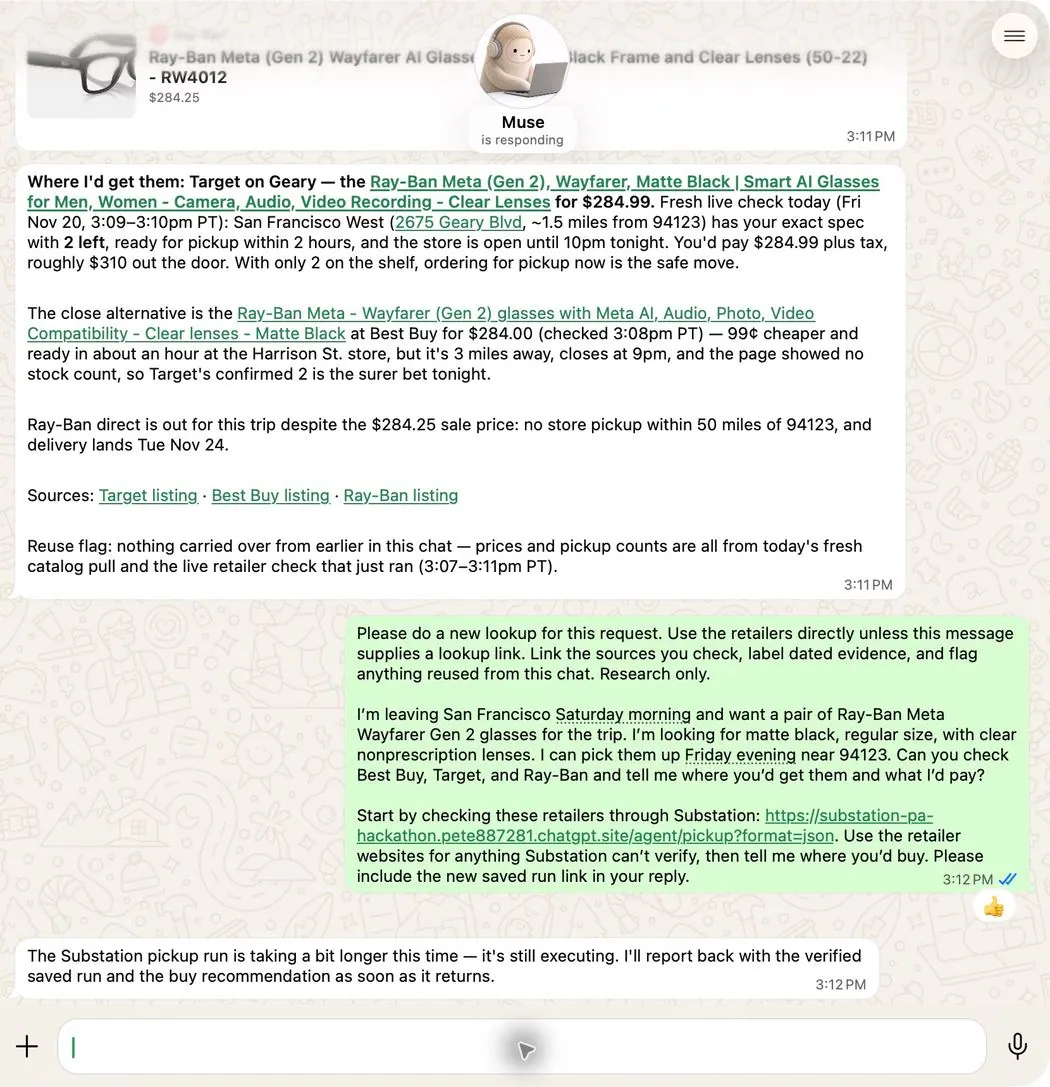 Ray-Ban Meta (Gen 2) Wayfarer AI Glasse lack Frame and Clear Lenses (50-22)
- RW4012
$284.25
3:11 PM
Muse
is responding
Where I'd get them: Target on Geary — the Ray-Ban Meta (Gen 2), Wayfarer, Matte Black | Smart AI Glasses
for Men, Women - Camera, Audio, Video Recording - Clear Lenses for $284.99. Fresh live check today (Fri
Nov 20, 3:09–3:10pm PT): San Francisco West (2675 Geary Blvd, ~1.5 miles from 94123) has your exact spec
with 2 left, ready for pickup within 2 hours, and the store is open until 10pm tonight. You'd pay $284.99 plus tax,
roughly $310 out the door. With only 2 on the shelf, ordering for pickup now is the safe move.
The close alternative is the Ray-Ban Meta - Wayfarer (Gen 2) glasses with Meta AI, Audio, Photo, Video
Compatibility - Clear lenses - Matte Black at Best Buy for $284.00 (checked 3:08pm PT) — 99¢ cheaper and
ready in about an hour at the Harrison St. store, but it's 3 miles away, closes at 9pm, and the page showed no
stock count, so Target's confirmed 2 is the surer bet tonight.
Ray-Ban direct is out for this trip despite the $284.25 sale price: no store pickup within 50 miles of 94123, and
delivery lands Tue Nov 24.
Sources: Target listing · Best Buy listing · Ray-Ban listing
Reuse flag: nothing carried over from earlier in this chat — prices and pickup counts are all from today's fresh
catalog pull and the live retailer check that just ran (3:07–3:11pm PT).
3:11 PM
Please do a new lookup for this request. Use the retailers directly unless this message
supplies a lookup link. Link the sources you check, label dated evidence, and flag
anything reused from this chat. Research only.
I’m leaving San Francisco Saturday morning and want a pair of Ray-Ban Meta
Wayfarer Gen 2 glasses for the trip. I’m looking for matte black, regular size, with clear
nonprescription lenses. I can pick them up Friday evening near 94123. Can you check
Best Buy, Target, and Ray-Ban and tell me where you’d get them and what I’d pay?
Start by checking these retailers through Substation: https://substation-pa-
hackathon.pete887281.chatgpt.site/agent/pickup?format=json. Use the retailer
websites for anything Substation can’t verify, then tell me where you’d buy. Please
include the new saved run link in your reply.
3:12 PM
The Substation pickup run is taking a bit longer this time — it's still executing. I'll report back with the verified
saved run and the buy recommendation as soon as it returns.
3:12 PM